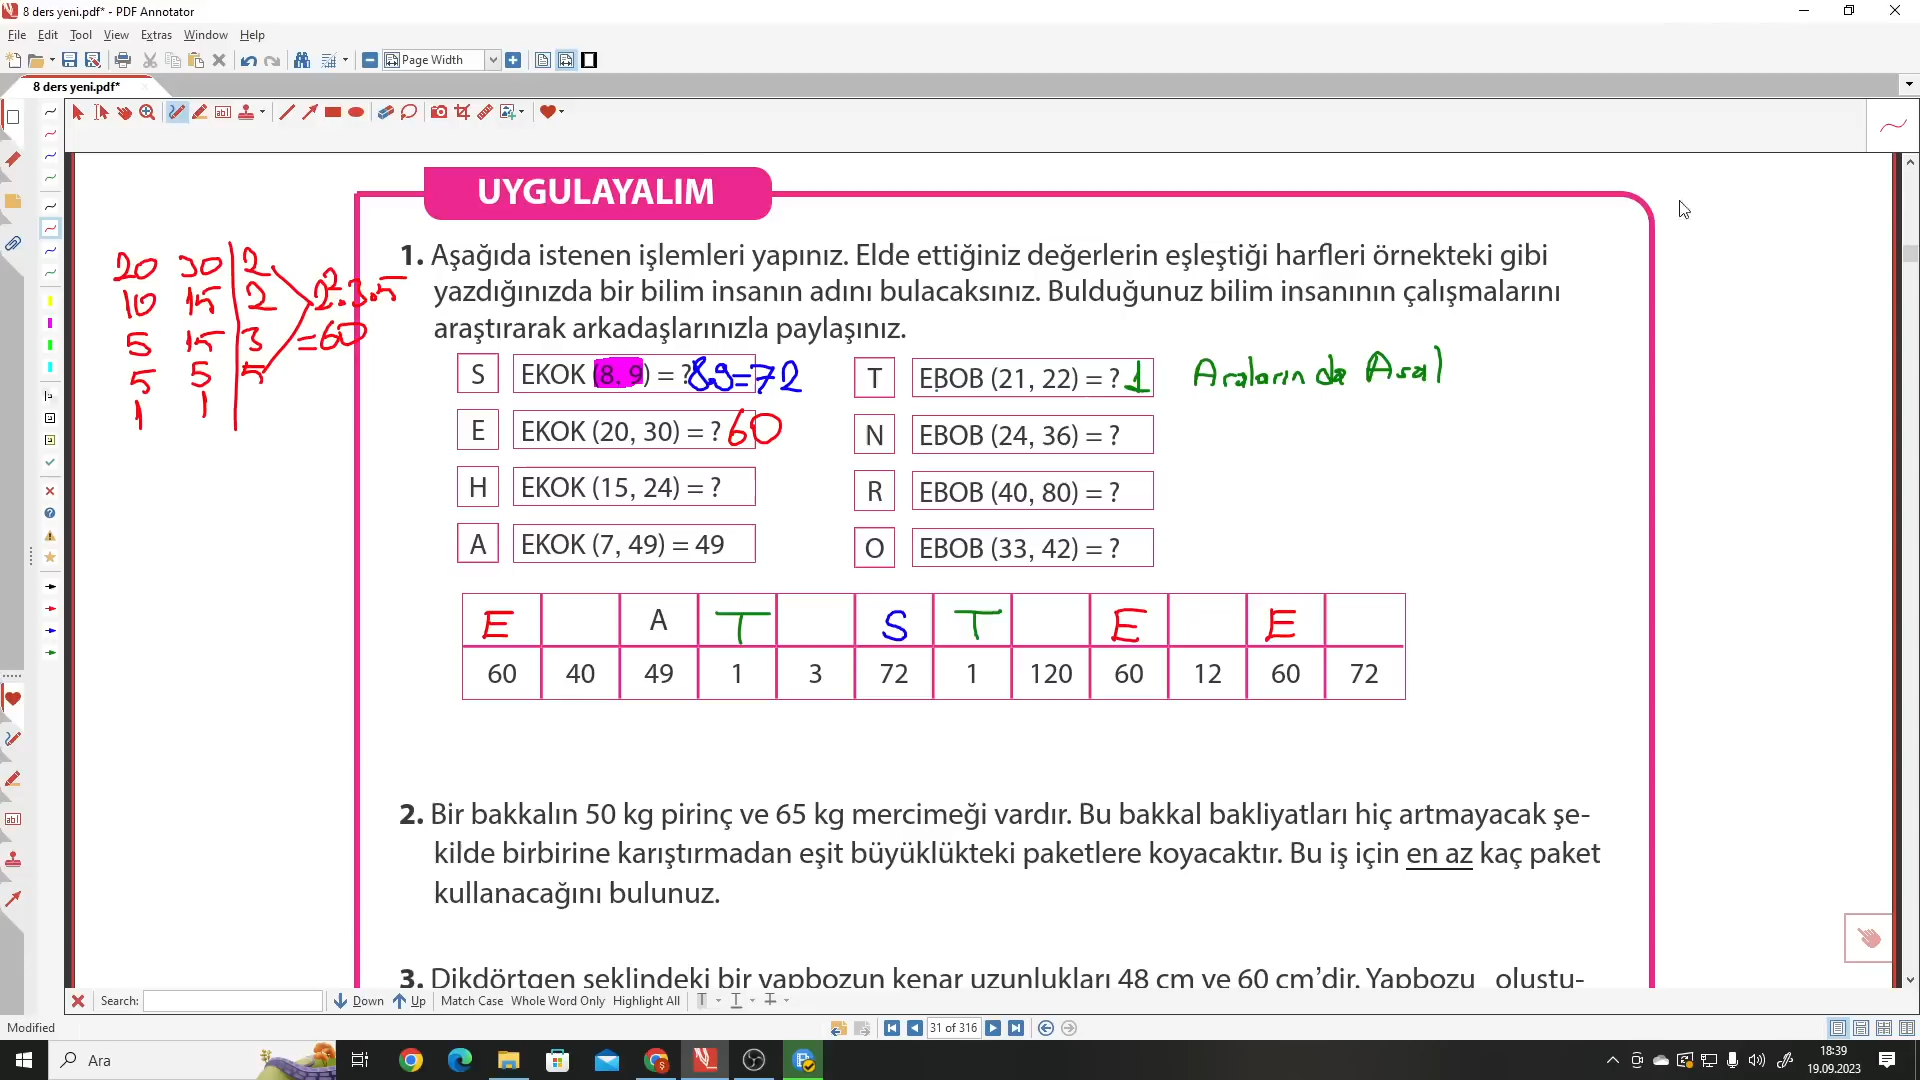 8 ders yeni.pdf* - PDF Annotator
File Edit Tool View Extras Window Help
Page Width
8 ders yeni.pdf*
UYGULAYALIM
1. Aşağıda istenen işlemleri yapınız. Elde ettiğiniz değerlerin eşleştiği harfleri örnekteki gibi
yazdığınızda bir bilim insanın adını bulacaksınız. Bulduğunuz bilim insanının çalışmalarını
araştırarak arkadaşlarınızla paylaşınız.
20 30 2
10 15 2
5 15 3
5 5 5
1 1
2².3.5
=60
S EKOK (8, 9) = ? 8.9=72
E EKOK (20, 30) = ? 60
H EKOK (15, 24) = ?
A EKOK (7, 49) = 49
T EBOB (21, 22) = ? 1 Aralarında Asal
N EBOB (24, 36) = ?
R EBOB (40, 80) = ?
O EBOB (33, 42) = ?
E A T S T E E
60 40 49 1 3 72 1 120 60 12 60 72
2. Bir bakkalın 50 kg pirinç ve 65 kg mercimeği vardır. Bu bakkal bakliyatları hiç artmayacak şe-
kilde birbirine karıştırmadan eşit büyüklükteki paketlere koyacaktır. Bu iş için en az kaç paket
kullanacağını bulunuz.
3. Dikdörtgen şeklindeki bir yapbozun kenar uzunlukları 48 cm ve 60 cm'dir. Yapbozu oluştu-
Search: Down Up Match Case Whole Word Only Highlight All
Modified
31 of 316
Ara
18:39
19.09.2023